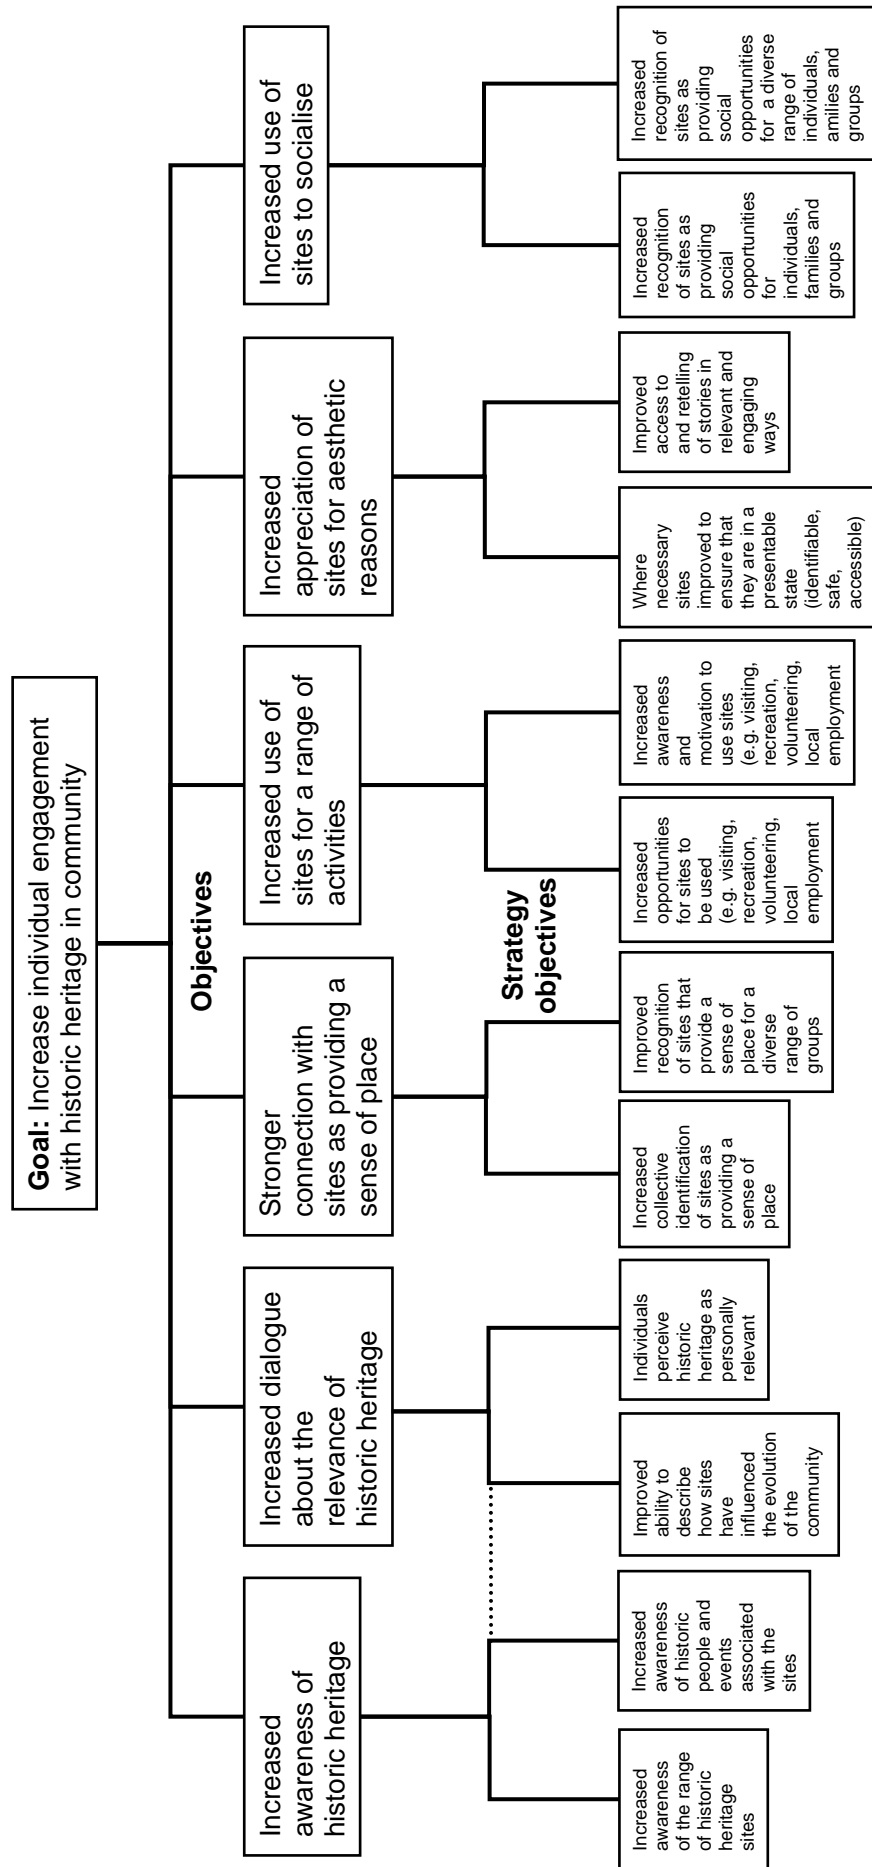 Goal: Increase individual engagement
with historic heritage in community
Objectives
Increased
awareness of
historic heritage
Increased dialogue
about the
relevance of
historic heritage
Stronger
connection with
sites as providing a
sense of place
Increased use of
sites for a range of
activities
Increased
appreciation of
sites for aesthetic
reasons
Increased use of
sites to socialise
Strategy
objectives
Increased
awareness
of the range
of historic
heritage
sites
Increased
awareness
of historic
people and
events
associated
with the
sites
Improved
ability to
describe
how sites
have
influenced
the evolution
of the
community
Individuals
perceive
historic
heritage as
personally
relevant
Increased
collective
identification
of sites as
providing a
sense of
place
Improved
recognition
of sites that
provide a
sense of
place for a
diverse
range of
groups
Increased
opportunities
for sites to
be used
(e.g. visiting,
recreation,
volunteering,
local
employment
Increased
awareness
and
motivation to
use sites
(e.g. visiting,
recreation,
volunteering,
local
employment
Where
necessary
sites
improved to
ensure that
they are in a
presentable
state
(identifiable,
safe,
accessible)
Improved
access to
and retelling
of stories in
relevant and
engaging
ways
Increased
recognition
of sites as
providing
social
opportunities
for
individuals,
families and
groups
Increased
recognition of
sites as
providing
social
opportunities
for a diverse
range of
individuals,
amilies and
groups